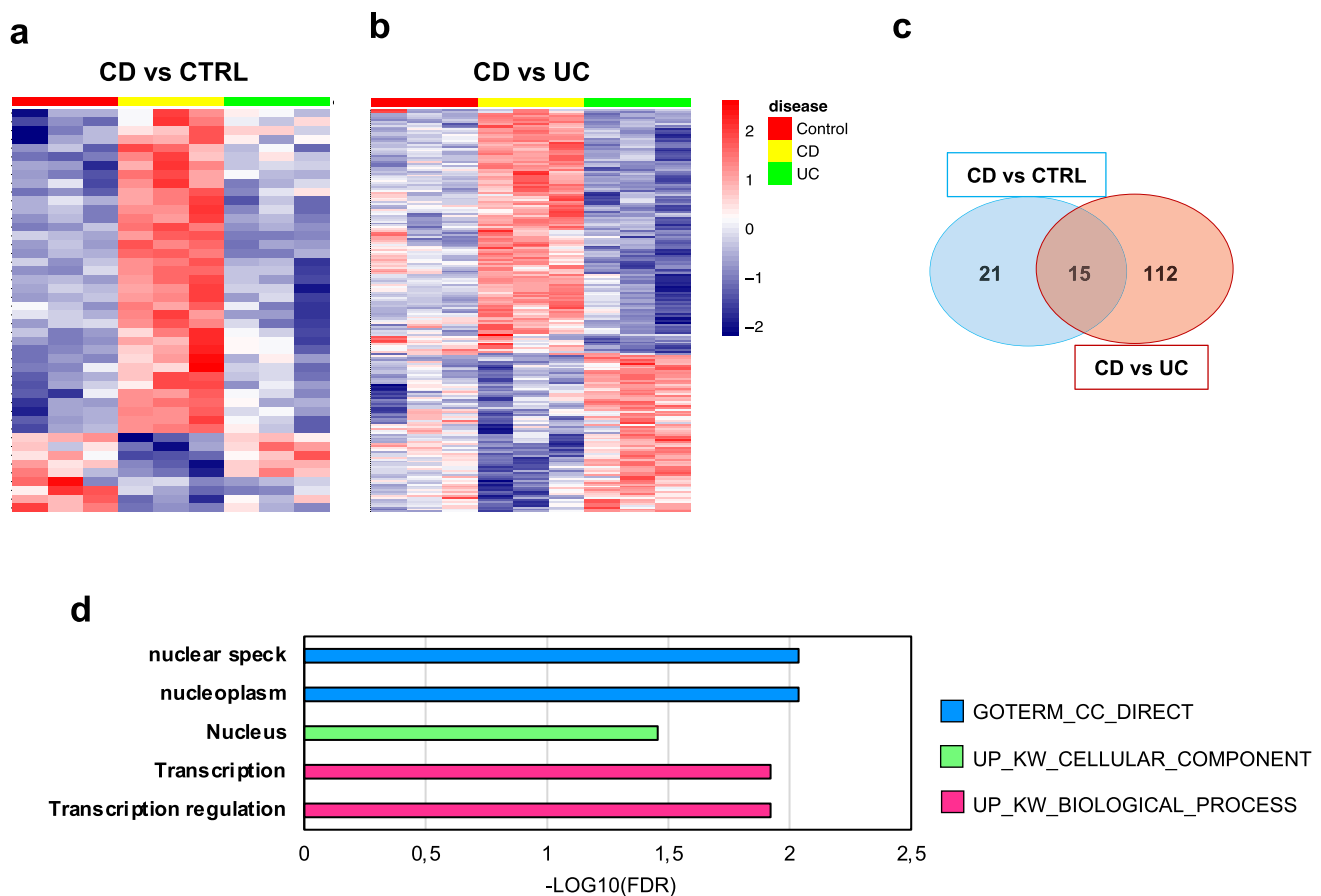 a
CD vs CTRL
b
CD vs UC
2
1
0
−1
−2
disease
Control
CD
UC
c
CD vs CTRL
21
15
112
CD vs UC
d
nuclear speck
nucleoplasm
Nucleus
Transcription
Transcription regulation
0
0,5
1
1,5
2
2,5
-LOG10(FDR)
GOTERM_CC_DIRECT
UP_KW_CELLULAR_COMPONENT
UP_KW_BIOLOGICAL_PROCESS